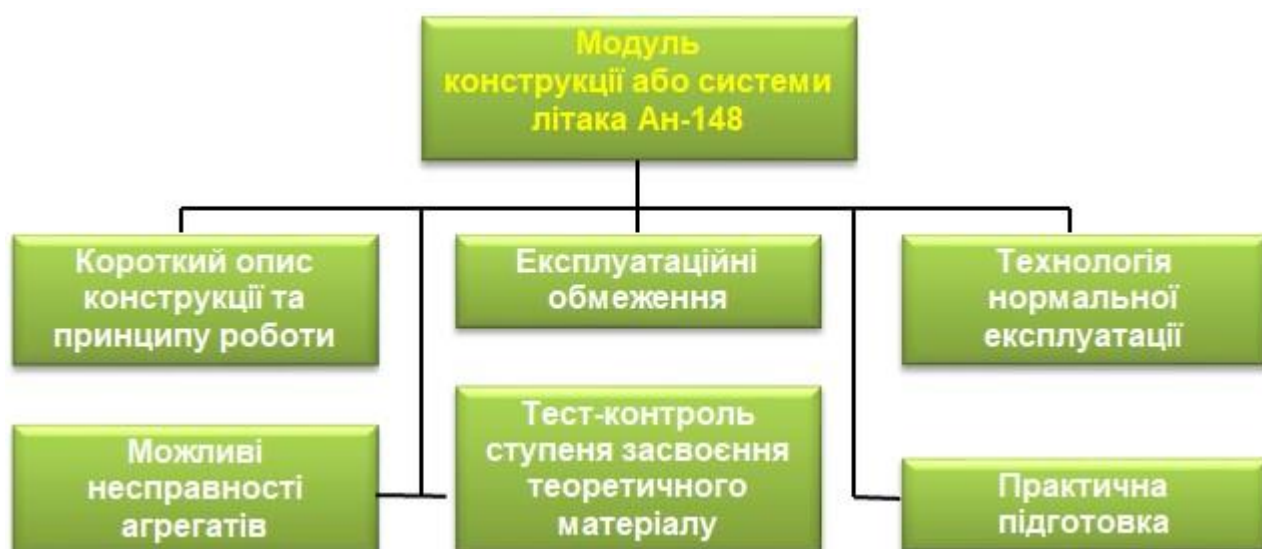 Модуль
конструкції або системи
літака Ан-148
Короткий опис
конструкції та
принципу роботи
Експлуатаційні
обмеження
Технологія
нормальної
експлуатації
Можливі
несправності
агрегатів
Тест-контроль
ступеня засвоєння
теоретичного
матеріалу
Практична
підготовка